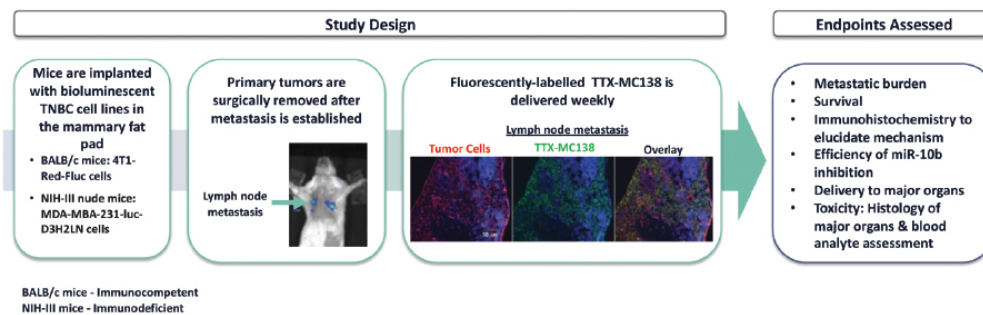 Study Design
Endpoints Assessed
Mice are implanted
with bioluminescent
TNBC cell lines in
the mammary fat
pad
• BALB/c mice: 4T1-
Red-Fluc cells
• NIH-III nude mice:
MDA-MBA-231-luc-
D3H2LN cells
Primary tumors are
surgically removed after
metastasis is established
Lymph node
metastasis
Fluorescently-labelled TTX-MC138 is
delivered weekly
Lymph node metastasis
Tumor Cells
TTX-MC138
Overlay
• Metastatic burden
• Survival
• Immunohistochemistry to
elucidate mechanism
• Efficiency of miR-10b
inhibition
• Delivery to major organs
• Toxicity: Histology of
major organs & blood
analyte assessment
BALB/c mice - Immunocompetent
NIH-III mice - Immunodeficient